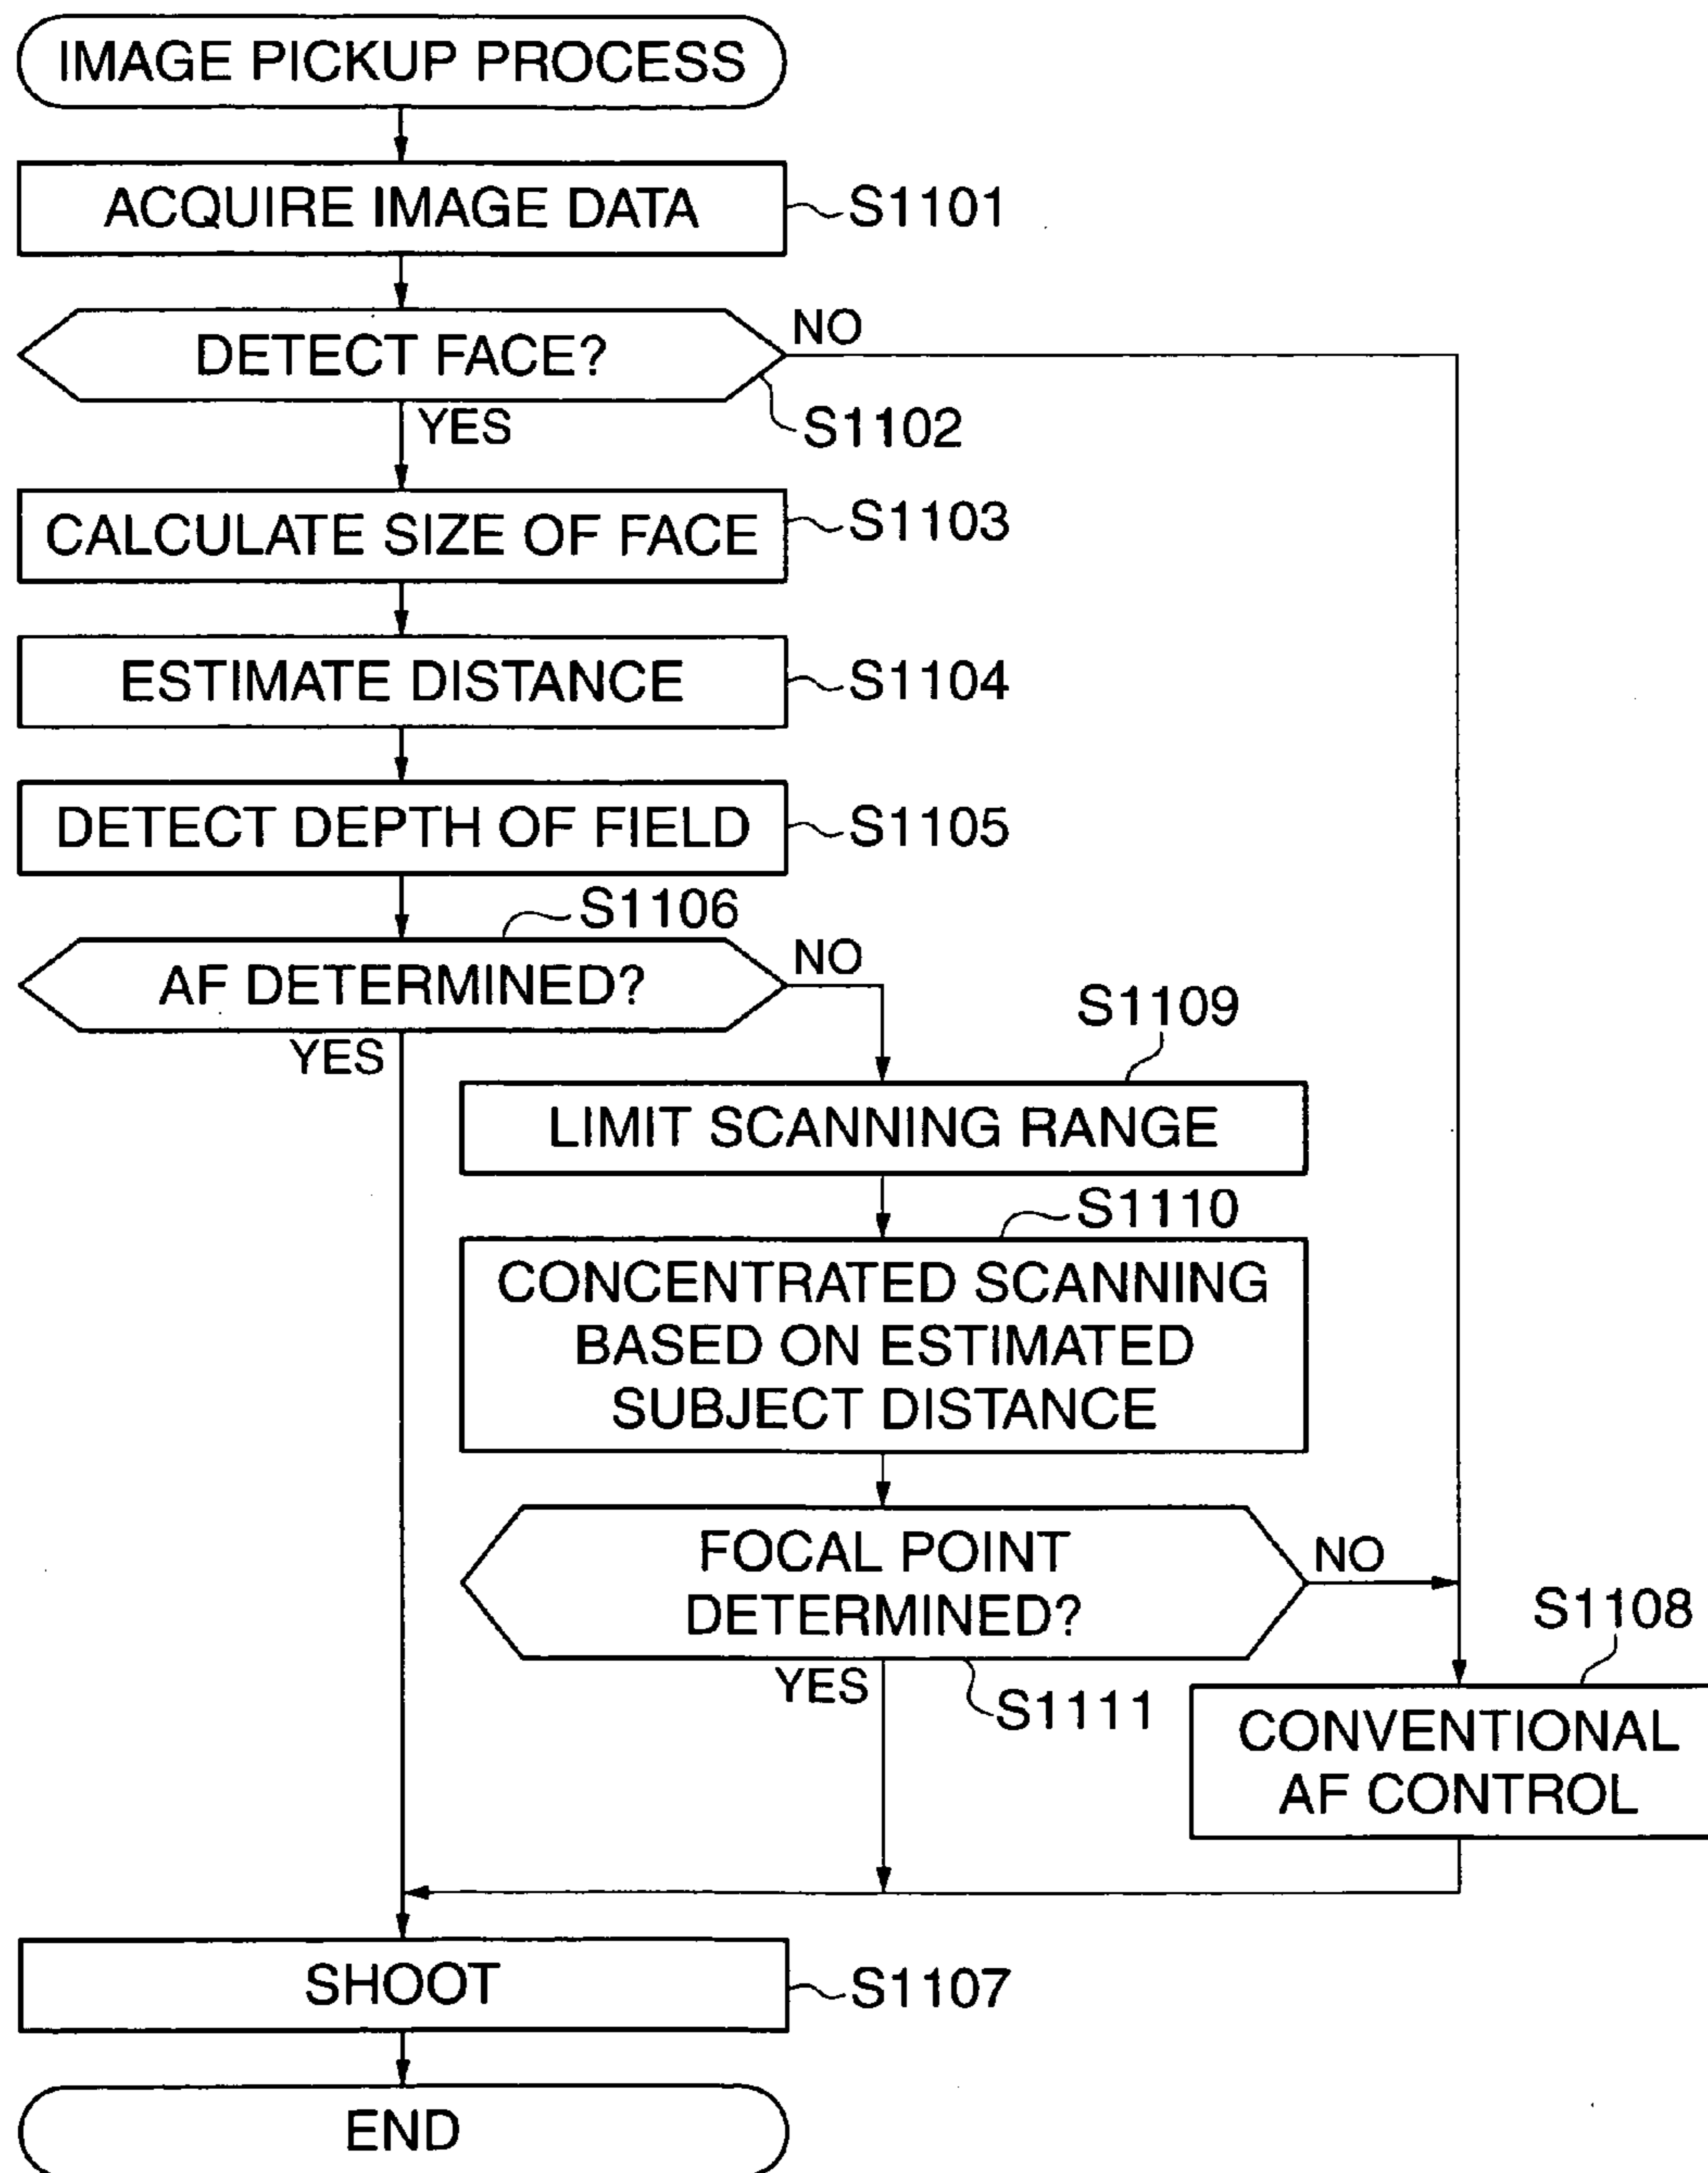 IMAGE PICKUP PROCESS
ACQUIRE IMAGE DATA
S1101
DETECT FACE?
NO
S1102
YES
CALCULATE SIZE OF FACE
S1103
ESTIMATE DISTANCE
S1104
DETECT DEPTH OF FIELD
S1105
S1106
AF DETERMINED?
NO
YES
S1109
LIMIT SCANNING RANGE
S1110
CONCENTRATED SCANNING
BASED ON ESTIMATED
SUBJECT DISTANCE
FOCAL POINT
DETERMINED?
NO
YES
S1111
S1108
CONVENTIONAL
AF CONTROL
SHOOT
S1107
END